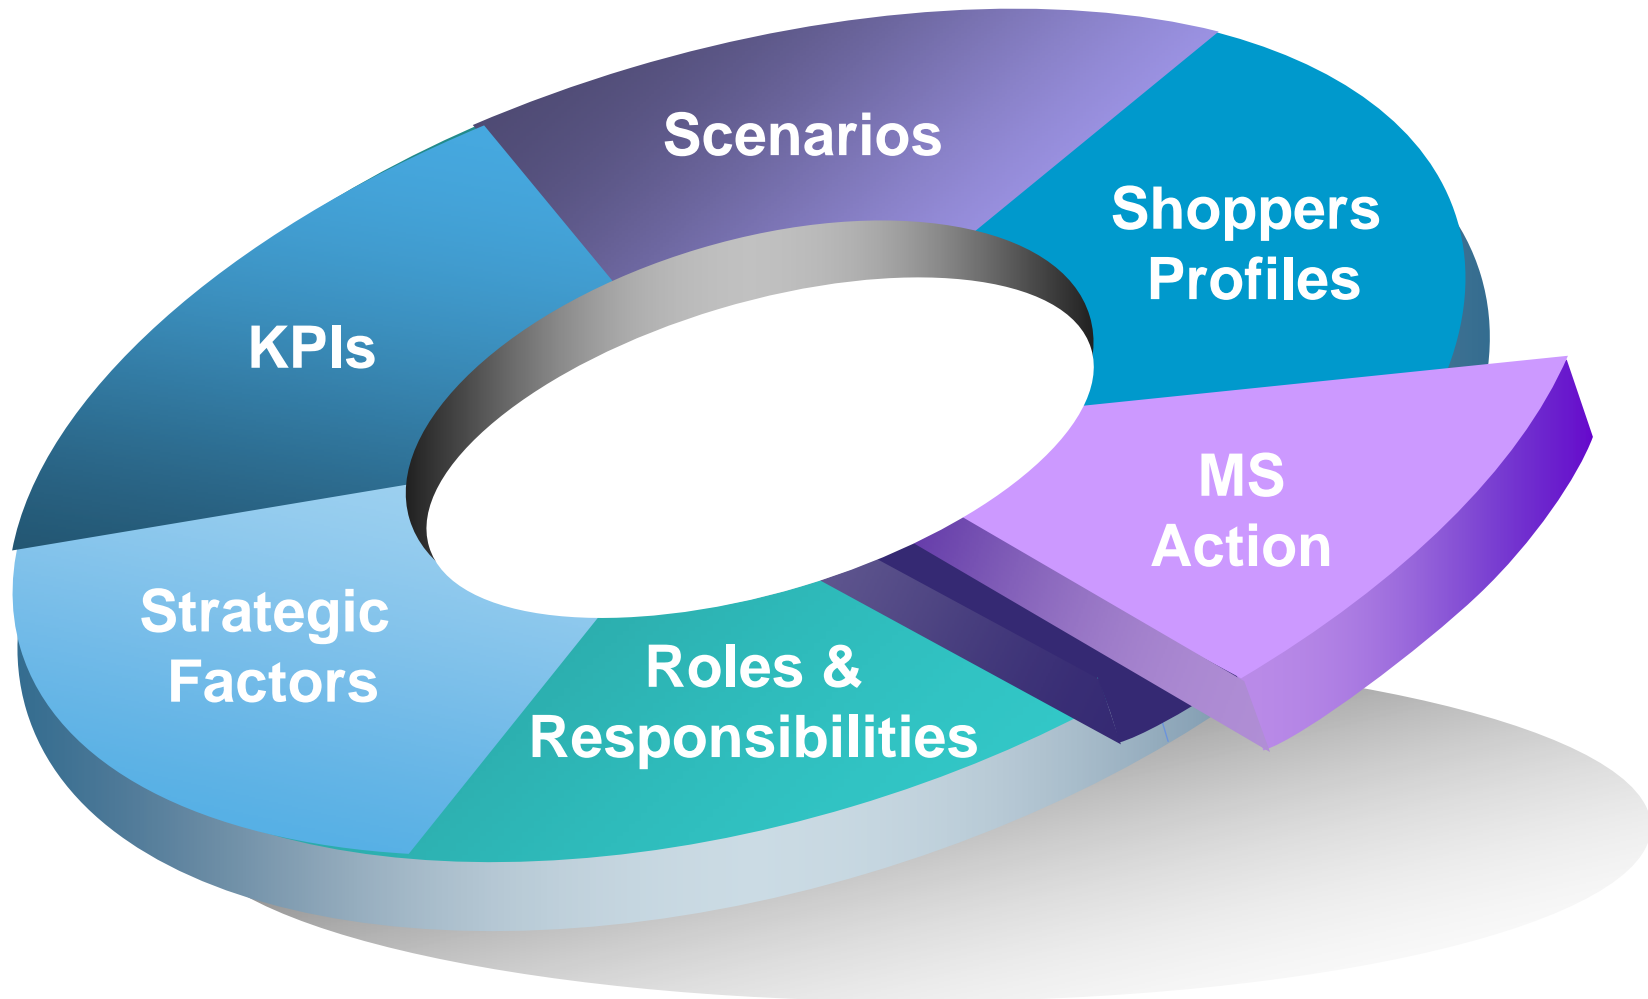 Scenarios
Shoppers
Profiles
KPIs
MS
Action
Strategic
Factors
Roles &
Responsibilities